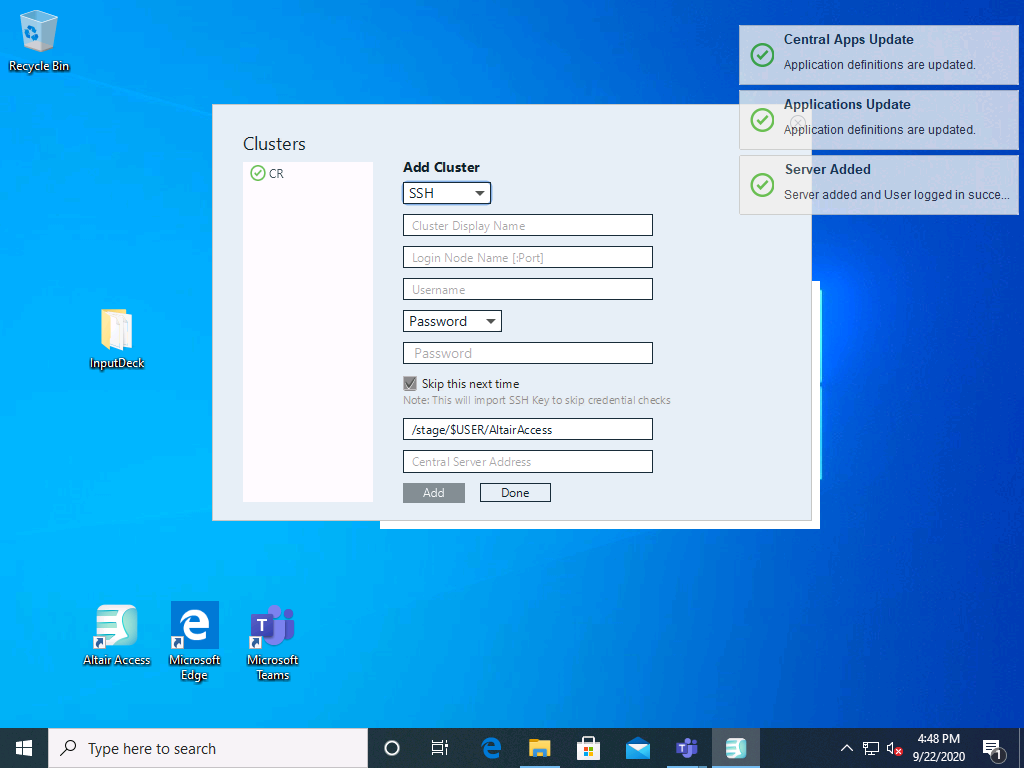 Recycle Bin
Central Apps Update
Application definitions are updated.
Applications Update
Application definitions are updated.
Server Added
Server added and User logged in succe...
Clusters
CR
Add Cluster
SSH
Cluster Display Name
Login Node Name [:Port]
Username
Password
Password
Skip this next time
Note: This will import SSH Key to skip credential checks
/stage/$USER/AltairAccess
Central Server Address
Add
Done
InputDeck
Altair Access
Microsoft
Edge
T
Microsoft
Teams
Type here to search
4:48 PM
9/22/2020
1